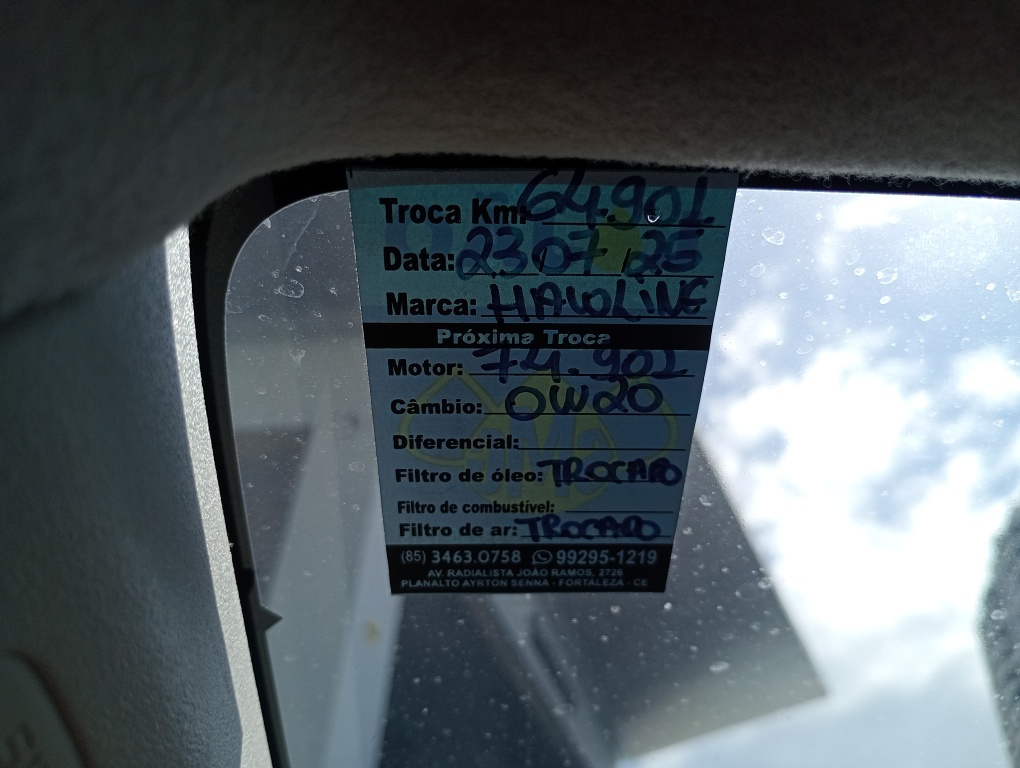 Troca Km: 64.901
Data: 23 07 25
Marca: HAVOLINE
Próxima Troca
Motor: 74.901
Câmbio: 0W20
Diferencial:
Filtro de óleo: TROCADO
Filtro de combustível:
Filtro de ar: TROCADO
(85) 3463.0758 99295-1219
AV. RADIALISTA JOÃO RAMOS, 2726
PLANALTO AYRTON SENNA - FORTALEZA - CE